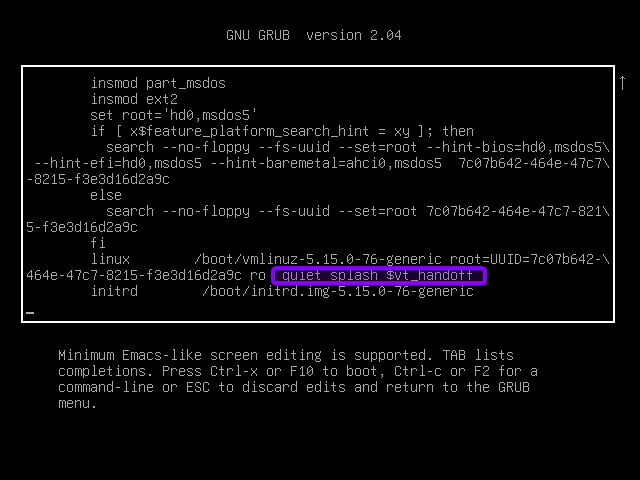 GNU GRUB  version 2.04
insmod part_msdos
insmod ext2
set root='hd0,msdos5'
if [ x$feature_platform_search_hint = xy ]; then
search --no-floppy --fs-uuid --set=root --hint-bios=hd0,msdos5\
--hint-efi=hd0,msdos5 --hint-baremetal=ahci0,msdos5  7c07b642-464e-47c7\
-8215-f3e3d16d2a9c
else
search --no-floppy --fs-uuid --set=root 7c07b642-464e-47c7-821\
5-f3e3d16d2a9c
fi
linux        /boot/vmlinuz-5.15.0-76-generic root=UUID=7c07b642-\
464e-47c7-8215-f3e3d16d2a9c ro  quiet splash $vt_handoff
initrd        /boot/initrd.img-5.15.0-76-generic
Minimum Emacs-like screen editing is supported. TAB lists
completions. Press Ctrl-x or F10 to boot, Ctrl-c or F2 for a
command-line or ESC to discard edits and return to the GRUB
menu.